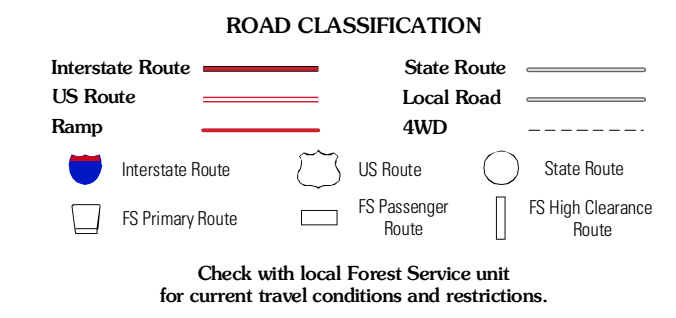 ROAD CLASSIFICATION
Interstate Route
State Route
US Route
Local Road
Ramp
4WD
Interstate Route
US Route
State Route
FS Primary Route
FS Passenger
Route
FS High Clearance
Route
Check with local Forest Service unit
for current travel conditions and restrictions.